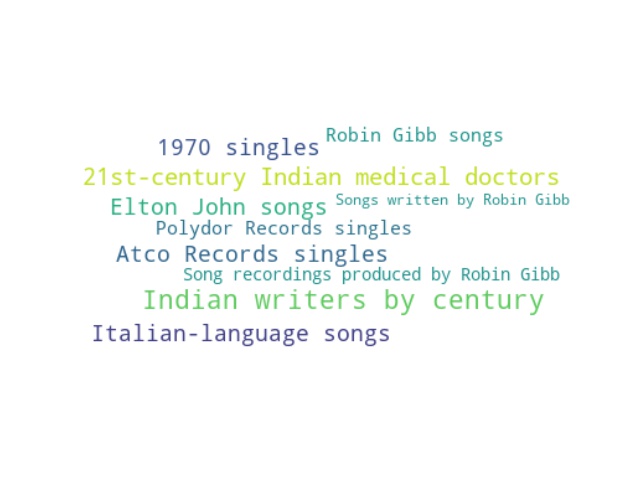 Robin Gibb songs
1970 singles
21st-century Indian medical doctors
Songs written by Robin Gibb
Elton John songs
Polydor Records singles
Atco Records singles
Song recordings produced by Robin Gibb
Indian writers by century
Italian-language songs